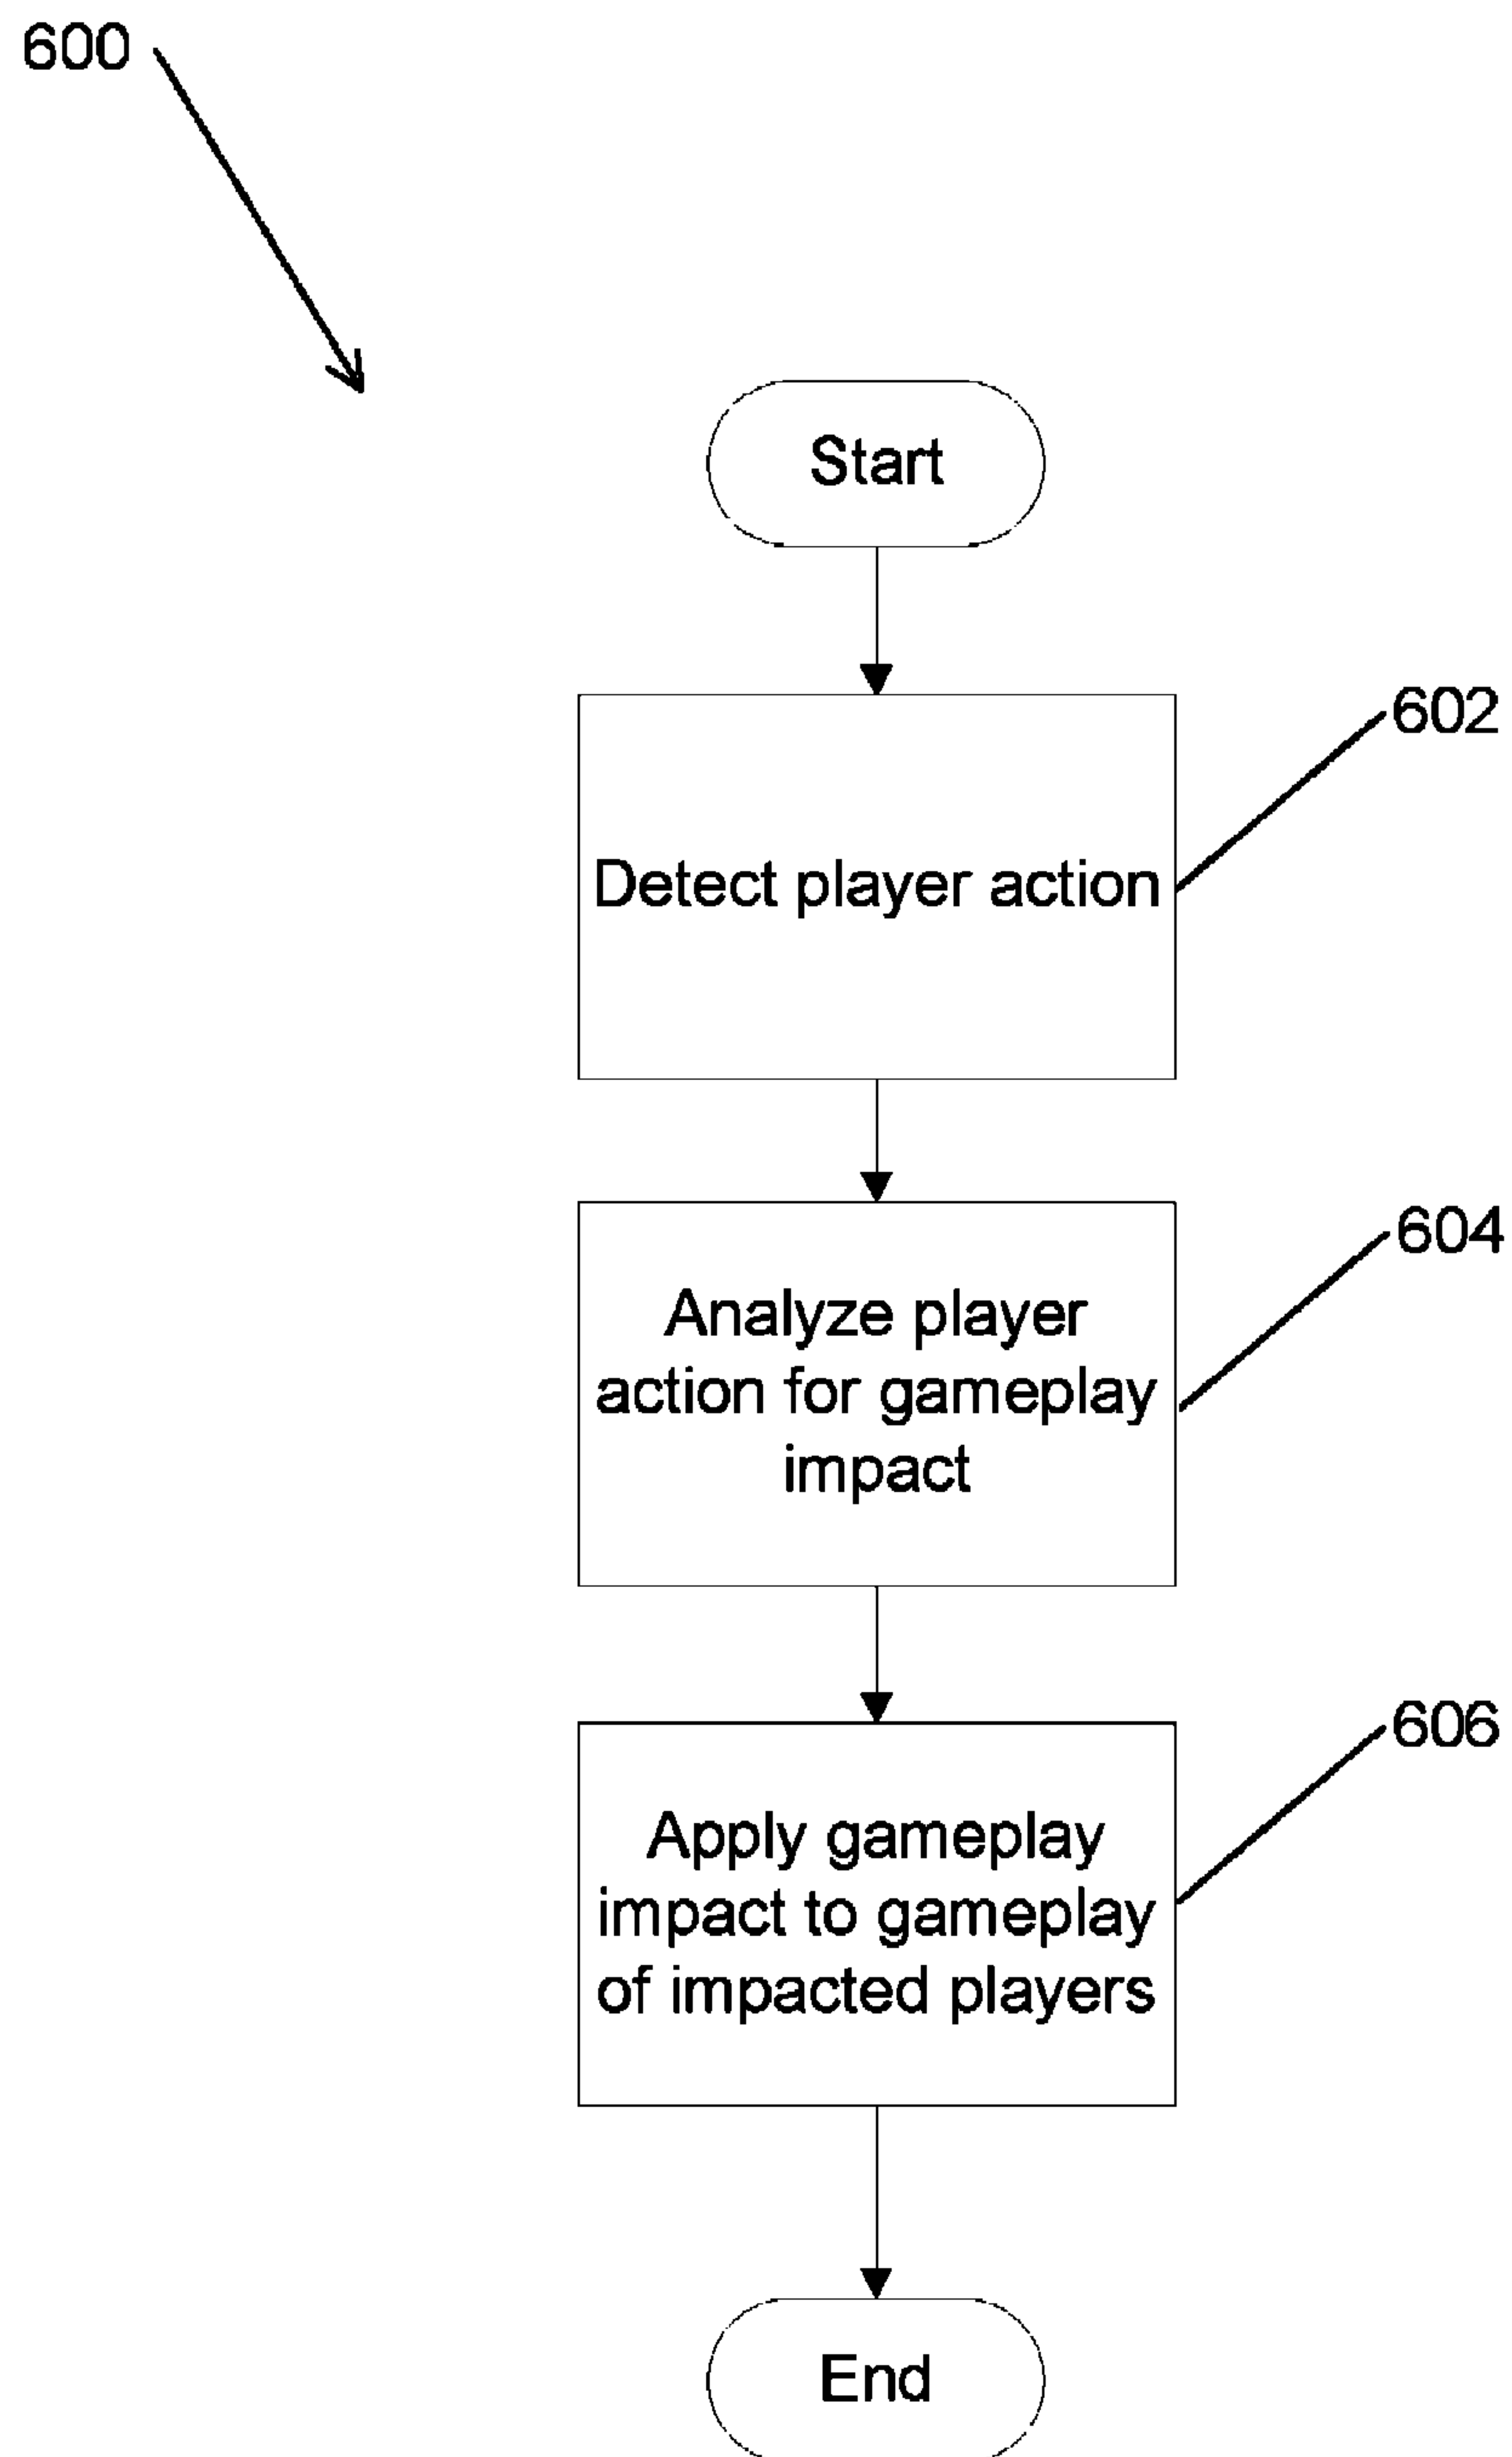 600
Start
602
Detect player action
604
Analyze player
action for gameplay
impact
606
Apply gameplay
impact to gameplay
of impacted players
End